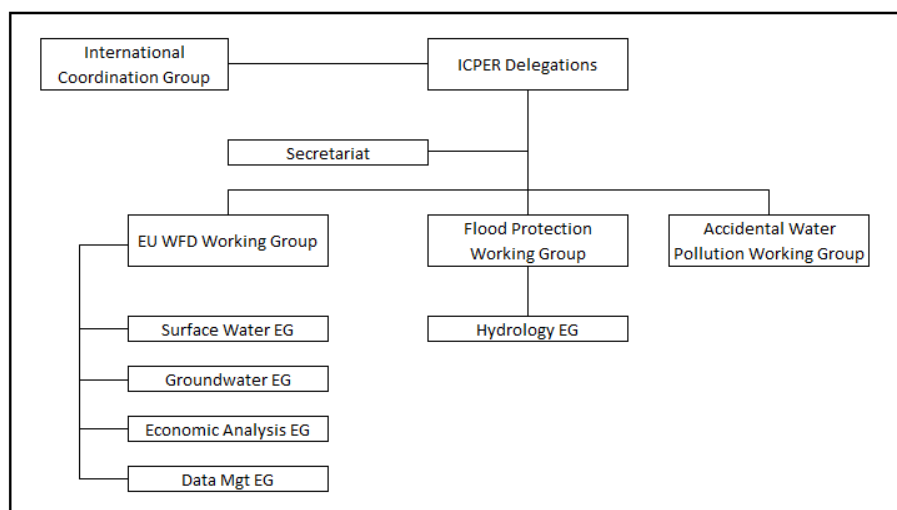 International
Coordination Group
ICPER Delegations
Secretariat
EU WFD Working Group
Flood Protection
Working Group
Accidental Water
Pollution Working Group
Surface Water EG
Hydrology EG
Groundwater EG
Economic Analysis EG
Data Mgt EG